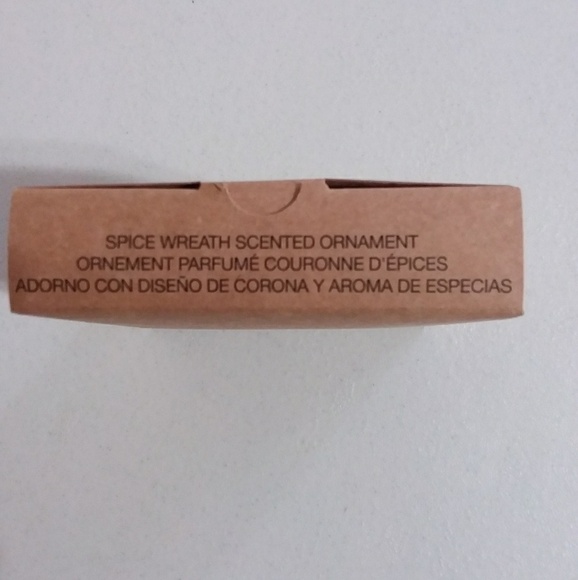 SPICE WREATH SCENTED ORNAMENT
ORNEMENT PARFUMÉ COURONNE D'ÉPICES
ADORNO CON DISEÑO DE CORONA Y AROMA DE ESPECIAS